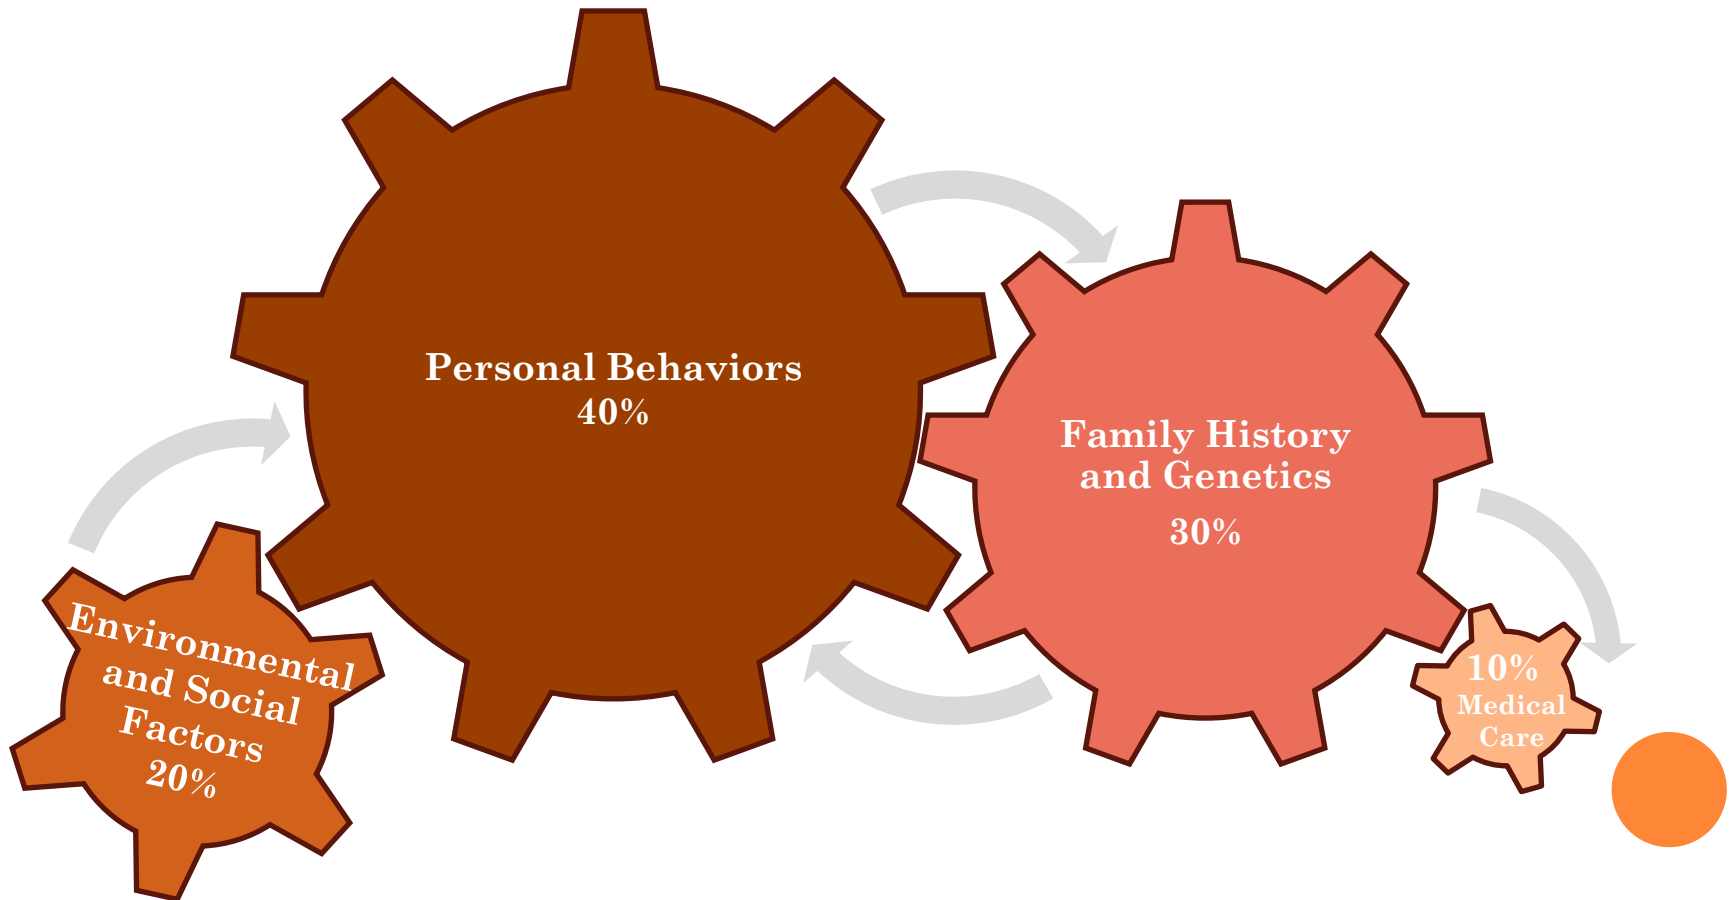 Personal Behaviors
40%
Family History
and Genetics
30%
Environmental
and Social
Factors
20%
10%
Medical
Care